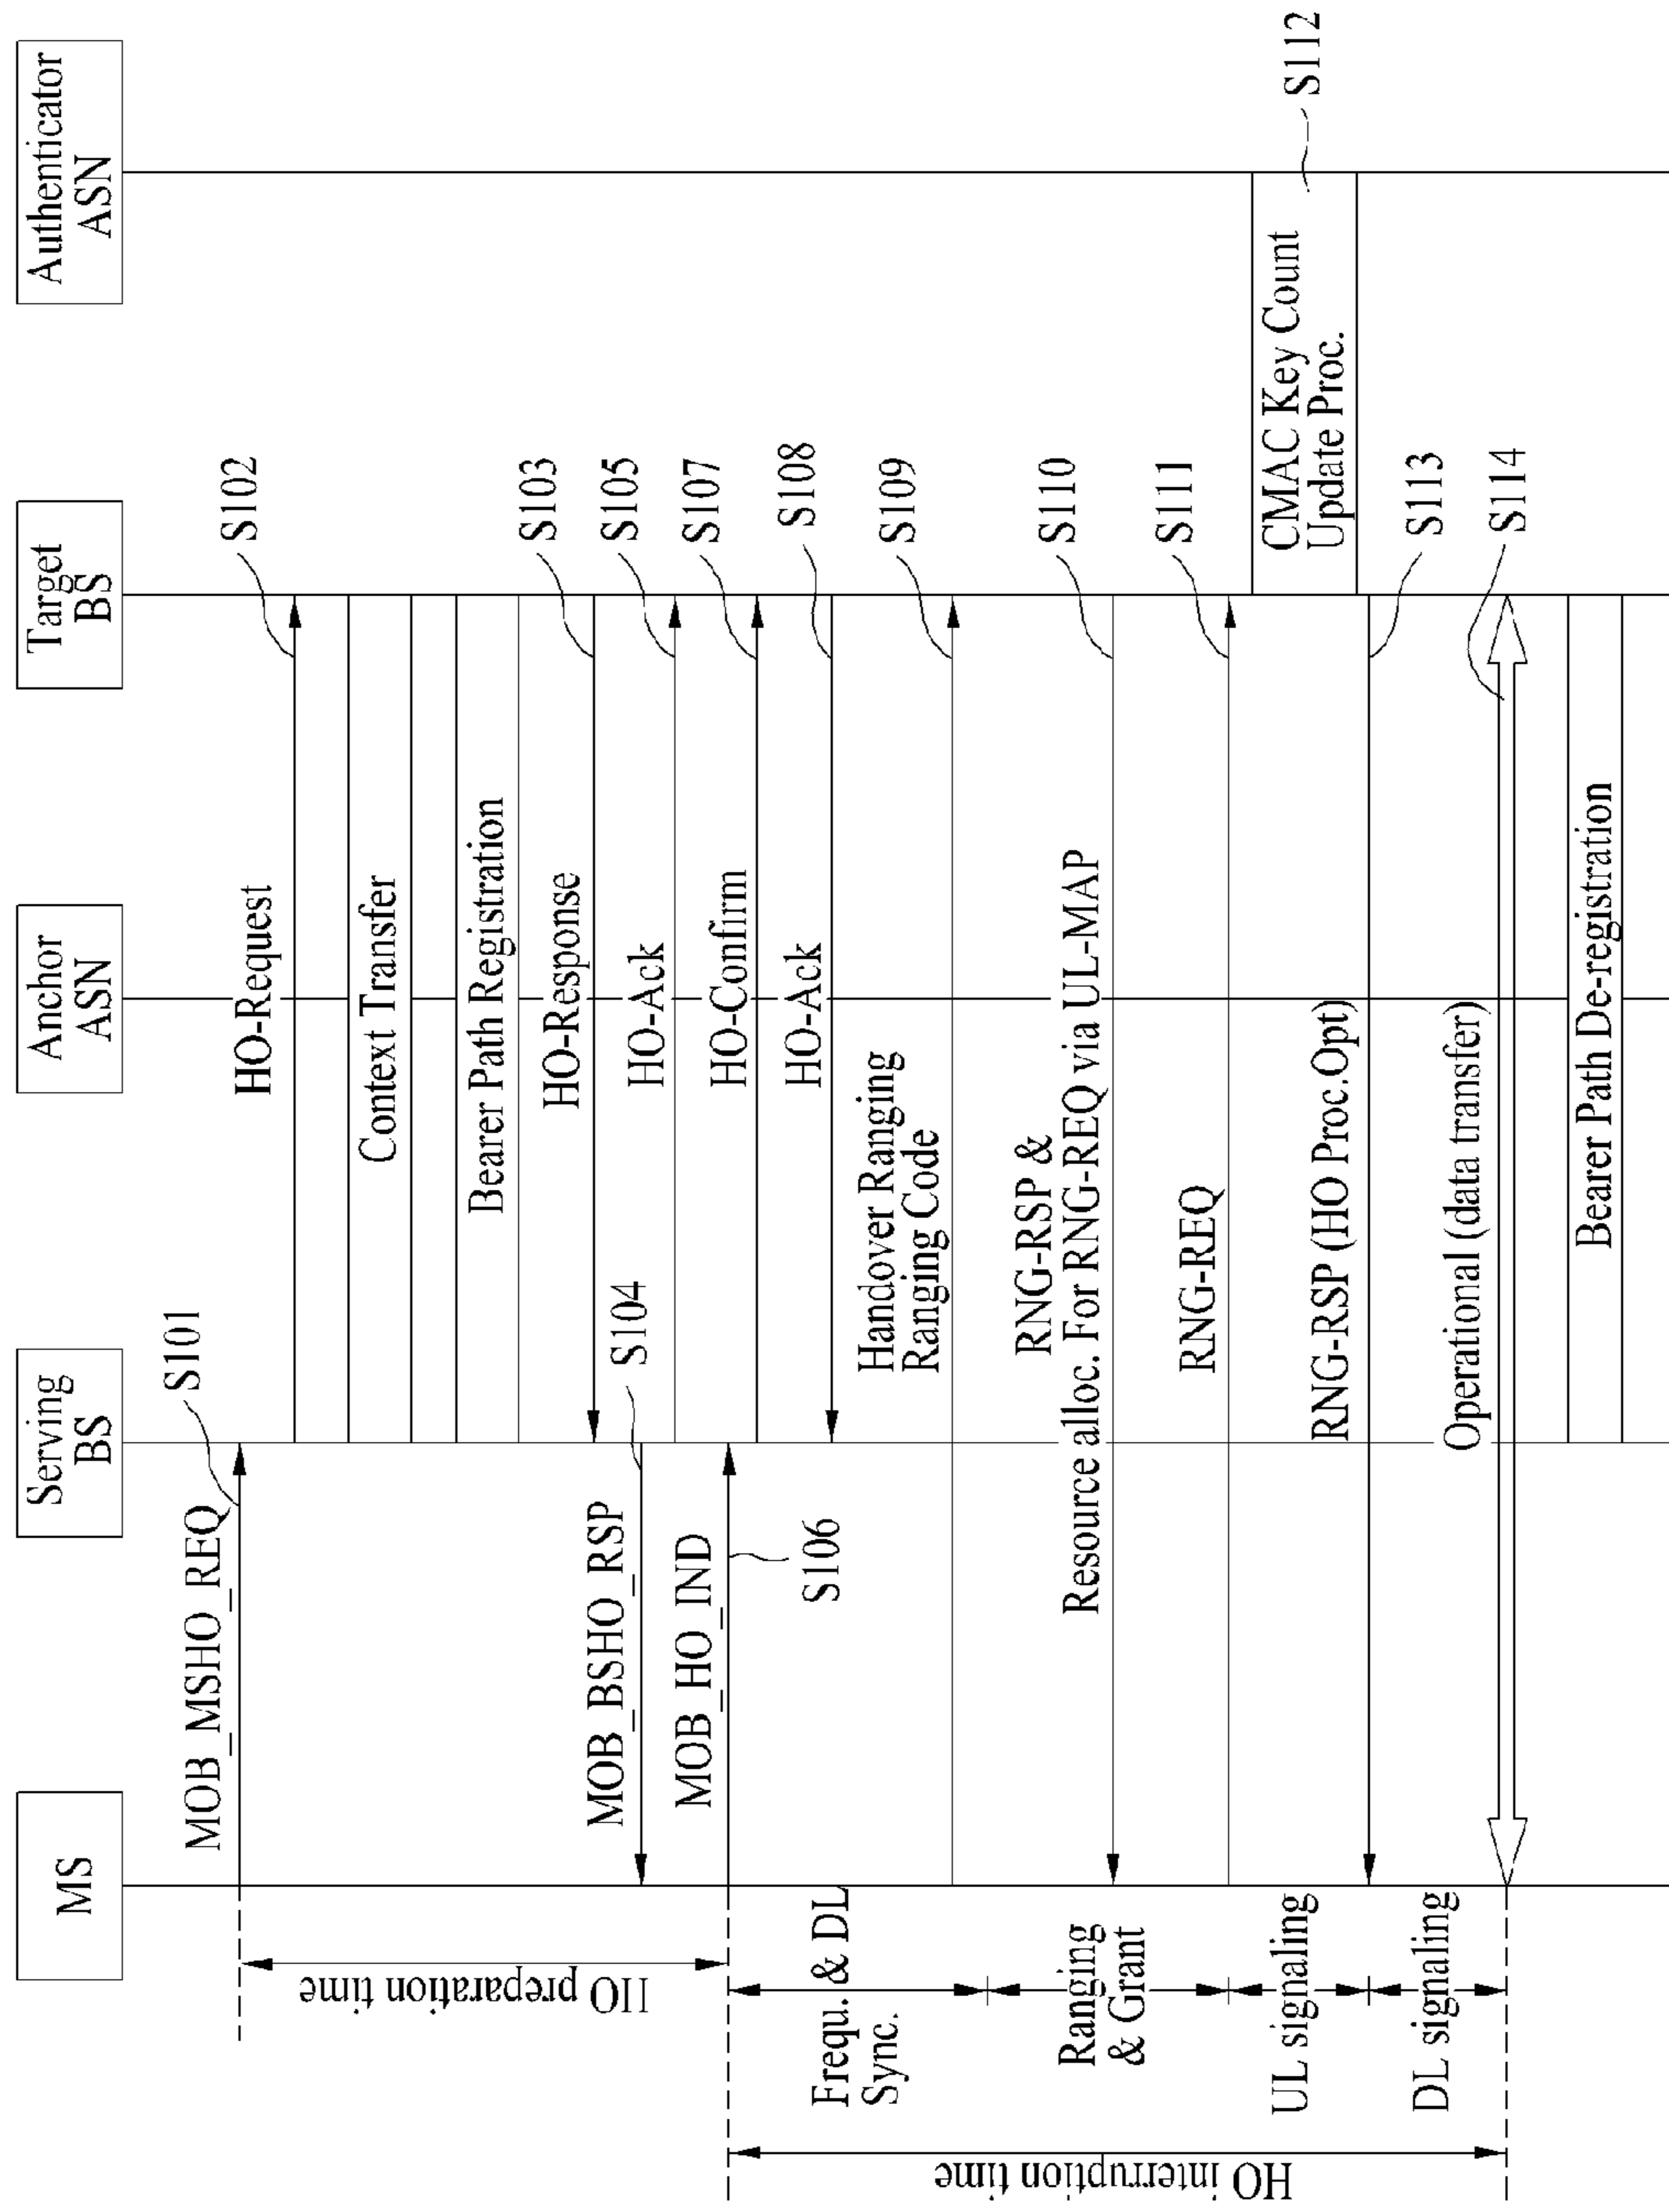 MS
Serving
BS
Anchor
ASN
Target
BS
Authenticator
ASN
MOB_MSHO_REQ
S101
HO-Request
S102
Context Transfer
Bearer Path Registration
HO-Response
S103
MOB_BSHO_RSP
S104
HO-Ack
S105
MOB_HO_IND
S106
HO-Confirm
S107
HO-Ack
S108
HO preparation time
Handover Ranging
Ranging Code
S109
Frequ. & DL
Sync.
RNG-RSP &
Resource alloc. For RNG-REQ via UL-MAP
S110
Ranging
& Grant
RNG-REQ
S111
CMAC Key Count
Update Proc.
S112
UL signaling
RNG-RSP (HO Proc.Opt)
S113
DL signaling
Operational (data transfer)
S114
HO interruption time
Bearer Path De-registration